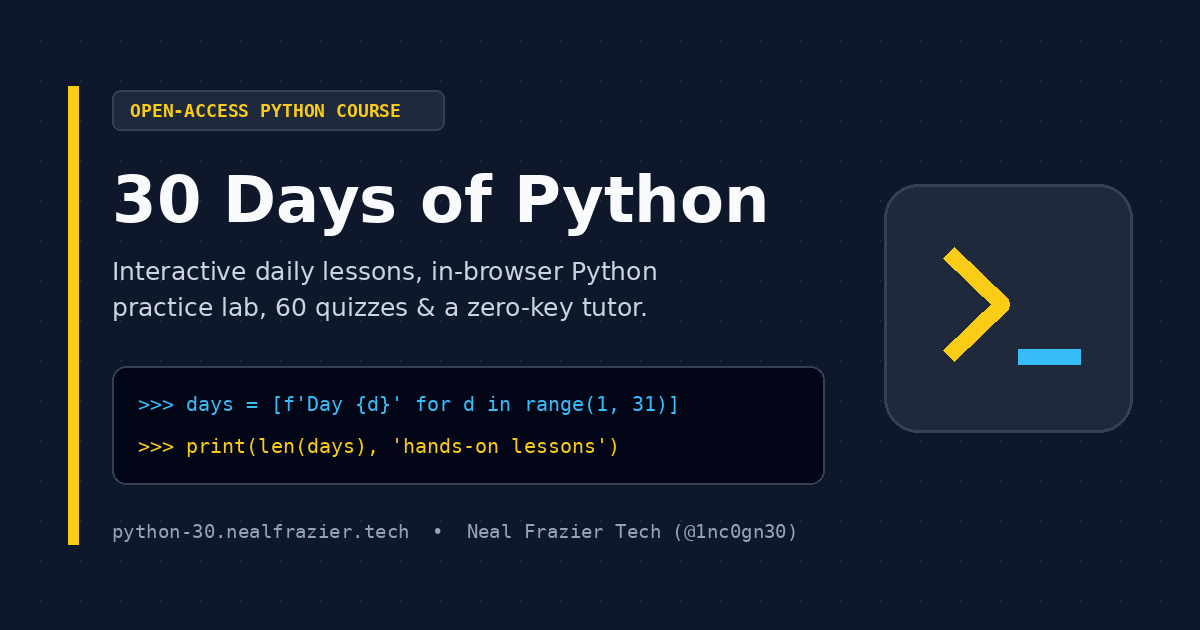 OPEN-ACCESS PYTHON COURSE
30 Days of Python
Interactive daily lessons, in-browser Python
practice lab, 60 quizzes & a zero-key tutor.
>>> days = [f'Day {d}' for d in range(1, 31)]
>>> print(len(days), 'hands-on lessons')
python-30.nealfrazier.tech • Neal Frazier Tech (@1nc0gn30)